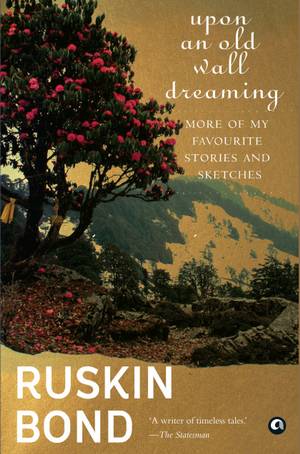 upon
an old
wall
dreaming
MORE OF MY
FAVOURITE
STORIES AND
SKETCHES
RUSKIN
BOND
‘A writer of timeless tales.’
—The Statesman
a